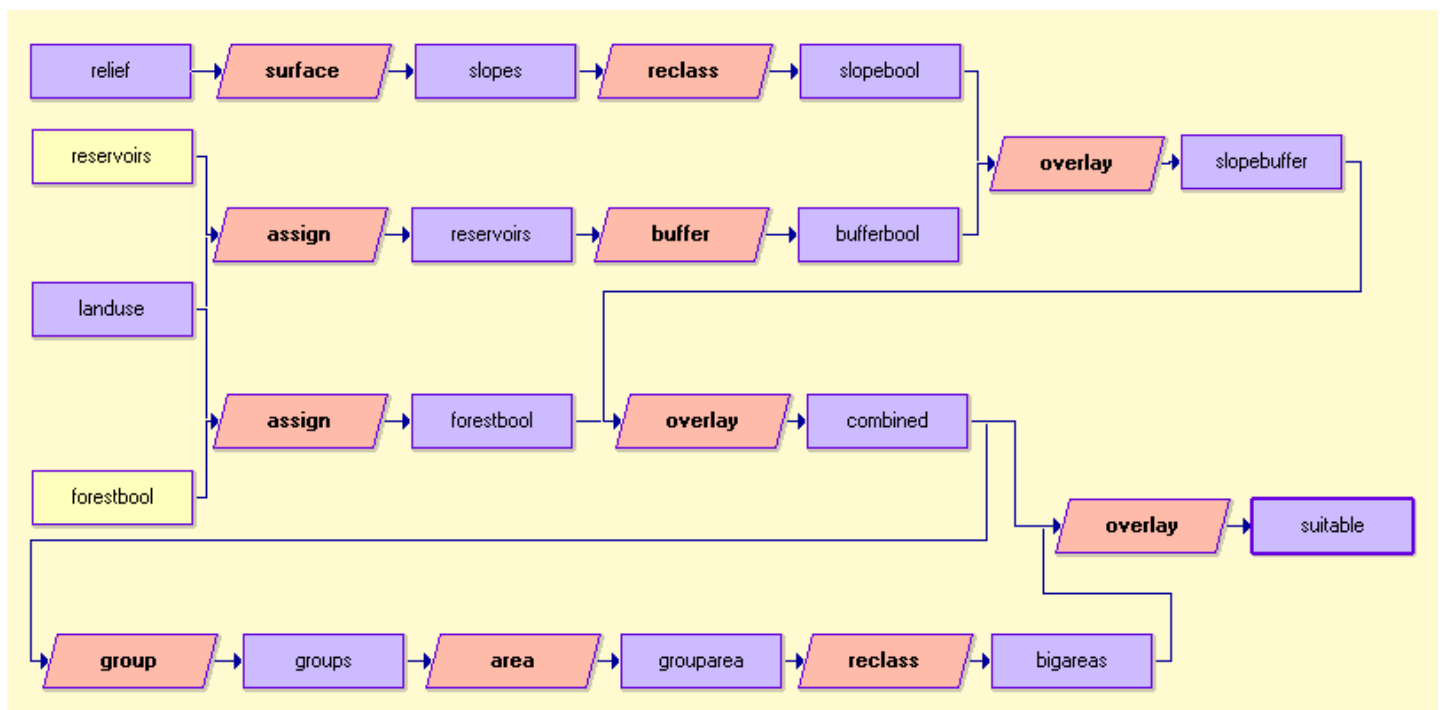 relief
surface
slopes
reclass
slopebool
reservoirs
overlay
slopebuffer
assign
reservoirs
buffer
bufferbool
landuse
assign
forestbool
overlay
combined
forestbool
overlay
suitable
group
groups
area
grouparea
reclass
bigareas